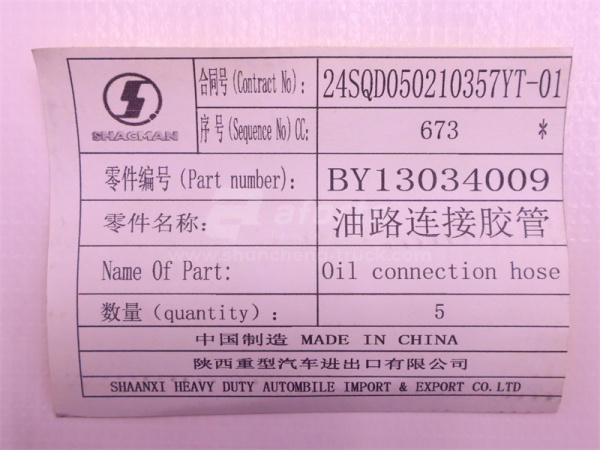 SHACMAN
合同号(Contract No): 24SQD050210357YT-01
序号(Sequence No)CC: 673 *
零件编号(Part number): BY13034009
零件名称: 油路连接胶管
Name Of Part: Oil connection hose
数量(quantity): 5
中国制造 MADE IN CHINA
陕西重型汽车进出口有限公司
SHAANXI HEAVY DUTY AUTOMBILE IMPORT & EXPORT CO.LTD